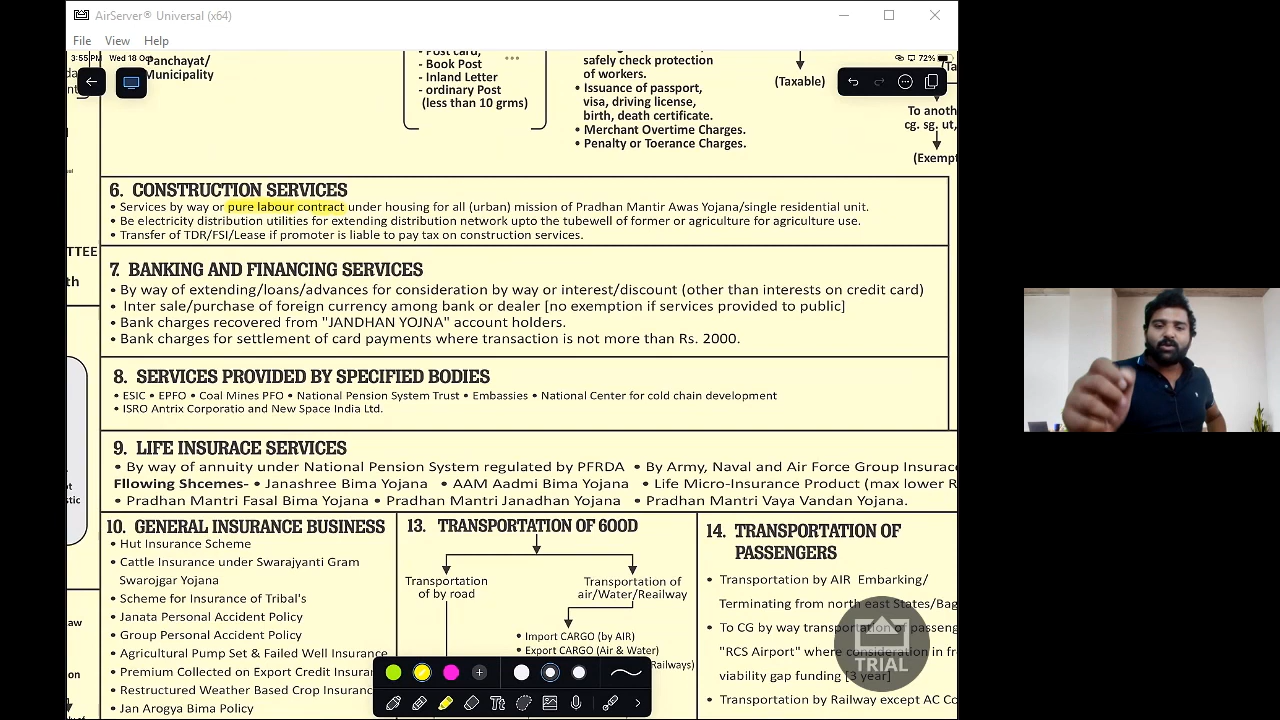 AirServer® Universal (x64)
File View Help
3:55 PM Wed 18 Oct
72%
Panchayat/
Municipality
- Post card,
- Book Post
- Inland Letter
- ordinary Post
(less than 10 grms)
safely check protection
of workers.
• Issuance of passport,
visa, driving license,
birth, death certificate.
• Merchant Overtime Charges.
• Penalty or Toerance Charges.
(Taxable)
To anoth
cg. sg. ut,
(Exempt
6. CONSTRUCTION SERVICES
• Services by way or pure labour contract under housing for all (urban) mission of Pradhan Mantir Awas Yojana/single residential unit.
• Be electricity distribution utilities for extending distribution network upto the tubewell of former or agriculture for agriculture use.
• Transfer of TDR/FSI/Lease if promoter is liable to pay tax on construction services.
TTEE
th
7. BANKING AND FINANCING SERVICES
• By way of extending/loans/advances for consideration by way or interest/discount (other than interests on credit card)
• Inter sale/purchase of foreign currency among bank or dealer [no exemption if services provided to public]
• Bank charges recovered from "JANDHAN YOJNA" account holders.
• Bank charges for settlement of card payments where transaction is not more than Rs. 2000.
8. SERVICES PROVIDED BY SPECIFIED BODIES
• ESIC • EPFO • Coal Mines PFO • National Pension System Trust • Embassies • National Center for cold chain development
• ISRO Antrix Corporatio and New Space India Ltd.
9. LIFE INSURACE SERVICES
• By way of annuity under National Pension System regulated by PFRDA • By Army, Naval and Air Force Group Insurace
Fllowing Shcemes- • Janashree Bima Yojana • AAM Aadmi Bima Yojana • Life Micro-Insurance Product (max lower R
• Pradhan Mantri Fasal Bima Yojana • Pradhan Mantri Janadhan Yojana • Pradhan Mantri Vaya Vandan Yojana.
10. GENERAL INSURANCE BUSINESS
• Hut Insurance Scheme
• Cattle Insurance under Swarajyanti Gram
Swarojgar Yojana
• Scheme for Insurance of Tribal's
• Janata Personal Accident Policy
• Group Personal Accident Policy
• Agricultural Pump Set & Failed Well Insurance
• Premium Collected on Export Credit Insuran
• Restructured Weather Based Crop Insuranc
• Jan Arogya Bima Policy
13. TRANSPORTATION OF 6OOD
Transportation
of by road
Transportation of
air/Water/Reailway
• Import CARGO (by AIR)
• Export CARGO (Air & Water)
Railways)
14. TRANSPORTATION OF
PASSENGERS
• Transportation by AIR Embarking/
Terminating from north east States/Bag
• To CG by way transportation of passeng
"RCS Airport" where consideration in fr
viability gap funding [3 year]
• Transportation by Railway except AC Co
TRIAL
aw
on